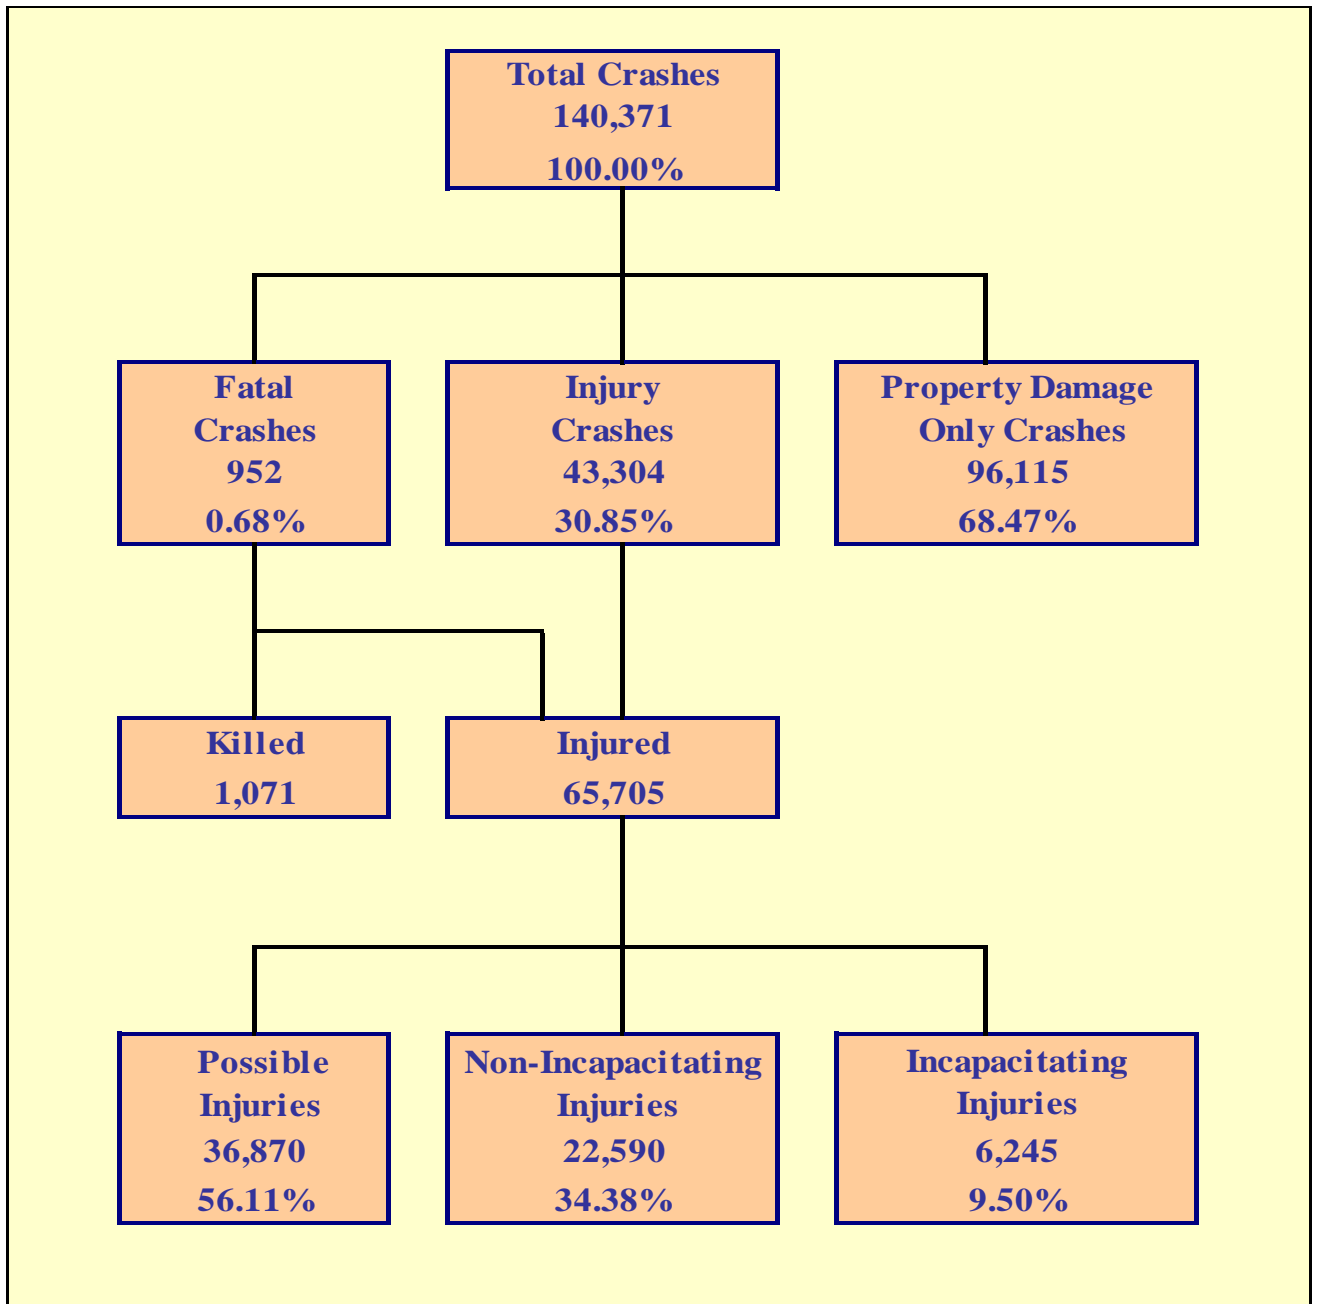 Total Crashes
140,371
100.00%
Fatal
Crashes
952
0.68%
Injury
Crashes
43,304
30.85%
Property Damage
Only Crashes
96,115
68.47%
Killed
1,071
Injured
65,705
Possible
Injuries
36,870
56.11%
Non-Incapacitating
Injuries
22,590
34.38%
Incapacitating
Injuries
6,245
9.50%